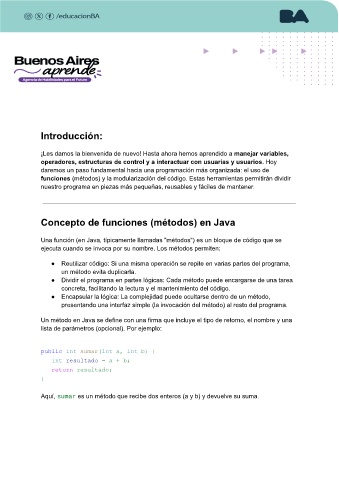 /educacionBA
BA
Buenos Aires
aprende
Agencia de Habilidades para el Futuro
Introducción:
¡Les damos la bienvenida de nuevo! Hasta ahora hemos aprendido a manejar variables,
operadores, estructuras de control y a interactuar con usuarias y usuarios. Hoy
daremos un paso fundamental hacia una programación más organizada: el uso de
funciones (métodos) y la modularización del código. Estas herramientas permitirán dividir
nuestro programa en piezas más pequeñas, reusables y fáciles de mantener.
Concepto de funciones (métodos) en Java
Una función (en Java, típicamente llamadas "métodos") es un bloque de código que se
ejecuta cuando se invoca por su nombre. Los métodos permiten:
● Reutilizar código: Si una misma operación se repite en varias partes del programa,
un método evita duplicarla.
● Dividir el programa en partes lógicas: Cada método puede encargarse de una tarea
concreta, facilitando la lectura y el mantenimiento del código.
● Encapsular la lógica: La complejidad puede ocultarse dentro de un método,
presentando una interfaz simple (la invocación del método) al resto del programa.
Un método en Java se define con una firma que incluye el tipo de retorno, el nombre y una
lista de parámetros (opcional). Por ejemplo:
public int sumar(int a, int b) {
int resultado = a + b;
return resultado;
}
Aquí, sumar es un método que recibe dos enteros (a y b) y devuelve su suma.